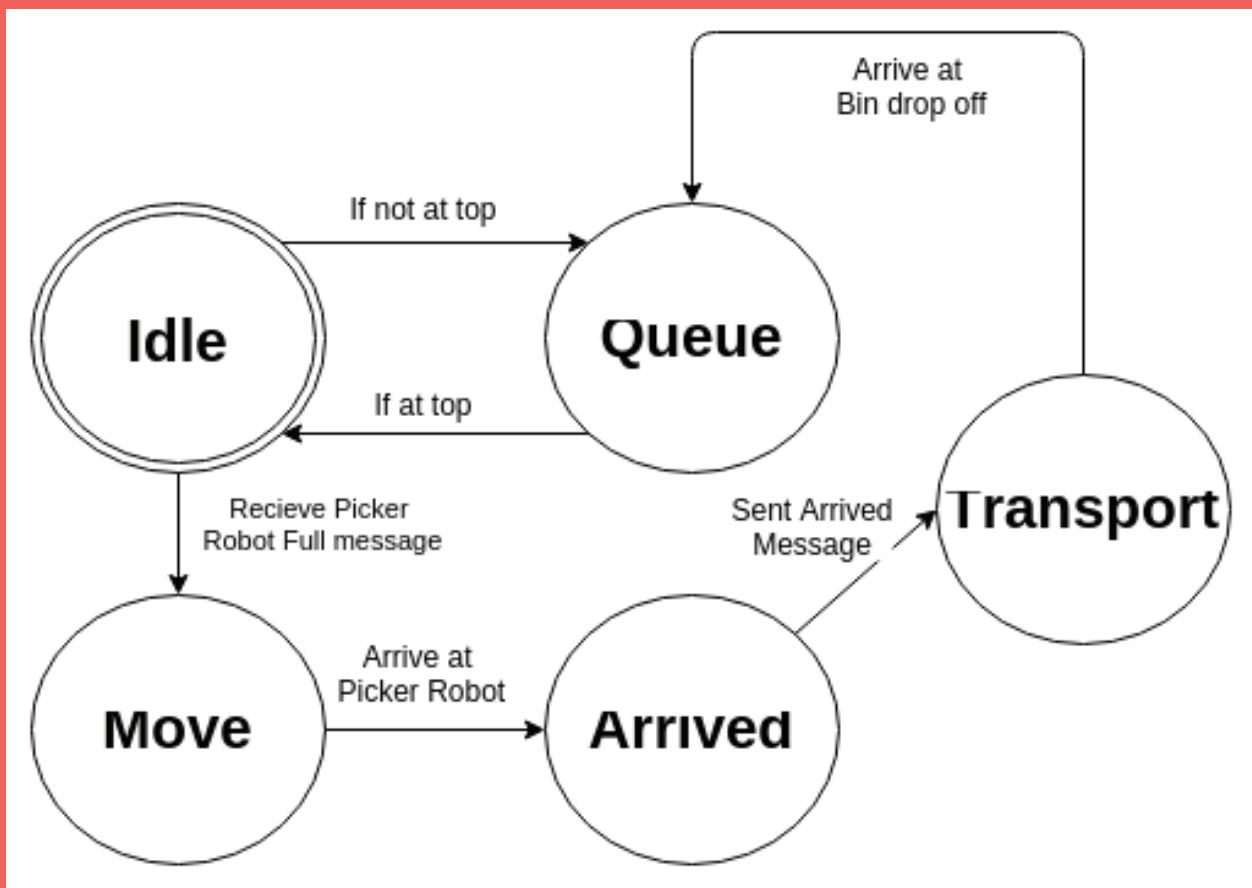 Arrive at
Bin drop off
If not at top
Idle
Queue
If at top
Recieve Picker
Robot Full message
Sent Arrived
Message
Transport
Arrive at
Picker Robot
Move
Arrived